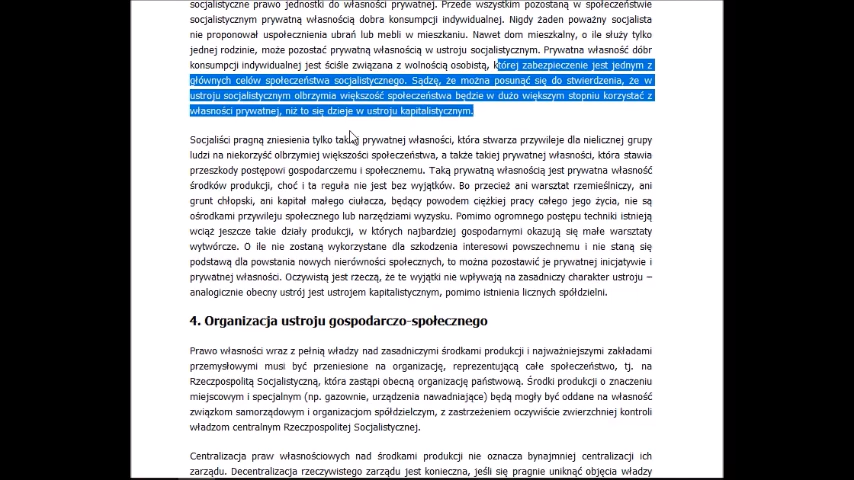 socjalistyczne prawo jednostki do własności prywatnej. Przede wszystkim pozostaną w społeczeństwie
socjalistycznym prywatną własnością dobra konsumpcji indywidualnej. Nigdy żaden poważny socjalista
nie proponował uspołecznienia ubrań lub mebli w mieszkaniu. Nawet dom mieszkalny, o ile służy tylko
jednej rodzinie, może pozostać prywatną własnością w ustroju socjalistycznym. Prywatna własność dóbr
konsumpcji indywidualnej jest ściśle związana z wolnością osobistą, której zabezpieczenie jest jednym z
głównych celów społeczeństwa socjalistycznego. Sądzę, że można posunąć się do stwierdzenia, że w
ustroju socjalistycznym olbrzymia większość społeczeństwa będzie w dużo większym stopniu korzystać z
własności prywatnej, niż to się dzieje w ustroju kapitalistycznym.
Socjaliści pragną zniesienia tylko takiej prywatnej własności, która stwarza przywileje dla nielicznej grupy
ludzi na niekorzyść olbrzymiej większości społeczeństwa, a także takiej prywatnej własności, która stawia
przeszkody postępowi gospodarczemu i społecznemu. Taką prywatną własnością jest prywatna własność
środków produkcji, choć i ta reguła nie jest bez wyjątków. Bo przecież ani warsztat rzemieślniczy, ani
grunt chłopski, ani kapitał małego ciułacza, będący powodem ciężkiej pracy całego jego życia, nie są
ośrodkami przywileju społecznego lub narzędziami wyzysku. Pomimo ogromnego postępu techniki istnieją
wciąż jeszcze takie działy produkcji, w których najbardziej gospodarnymi okazują się małe warsztaty
wytwórcze. O ile nie zostaną wykorzystane dla szkodzenia interesowi powszechnemu i nie staną się
podstawą dla powstania nowych nierówności społecznych, to można pozostawić je prywatnej inicjatywie i
prywatnej własności. Oczywistą jest rzeczą, że te wyjątki nie wpływają na zasadniczy charakter ustroju –
analogicznie obecny ustrój jest ustrojem kapitalistycznym, pomimo istnienia licznych spółdzielni.
4. Organizacja ustroju gospodarczo-społecznego
Prawo własności wraz z pełnią władzy nad zasadniczymi środkami produkcji i najważniejszymi zakładami
przemysłowymi musi być przeniesione na organizację, reprezentującą całe społeczeństwo, tj. na
Rzeczpospolitą Socjalistyczną, która zastąpi obecną organizację państwową. Środki produkcji o znaczeniu
miejscowym i specjalnym (np. gazownie, urządzenia nawadniające) będą mogły być oddane na własność
związkom samorządowym i organizacjom spółdzielczym, z zastrzeżeniem oczywiście zwierzchniej kontroli
władzom centralnym Rzeczypospolitej Socjalistycznej.
Centralizacja praw własnościowych nad środkami produkcji nie oznacza bynajmniej centralizacji ich
zarządu. Decentralizacja rzeczywistego zarządu jest konieczna, jeśli się pragnie uniknąć objęcia władzy